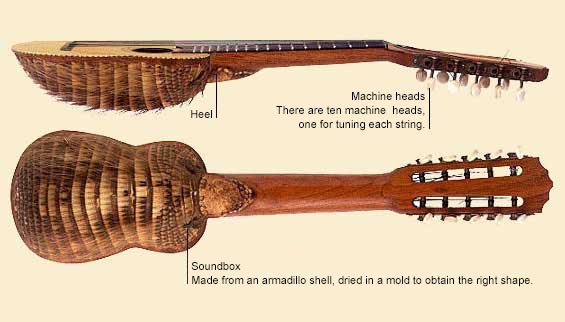 Heel
Machine heads
There are ten machine heads,
one for tuning each string.
Soundbox
Made from an armadillo shell, dried in a mold to obtain the right shape.